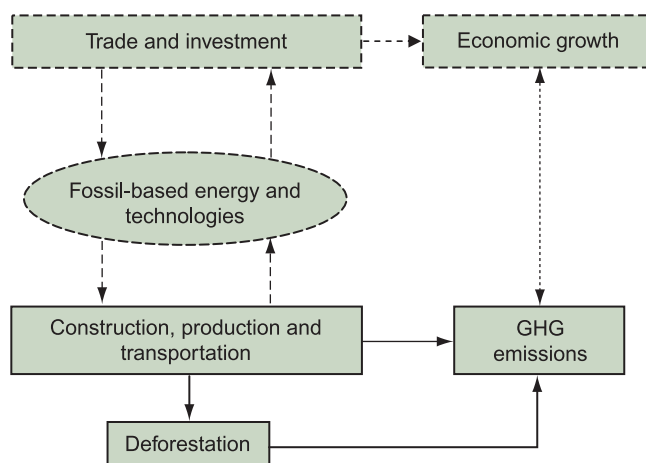 Trade and investment
Economic growth
Fossil-based energy and
technologies
Construction, production and
transportation
GHG
emissions
Deforestation